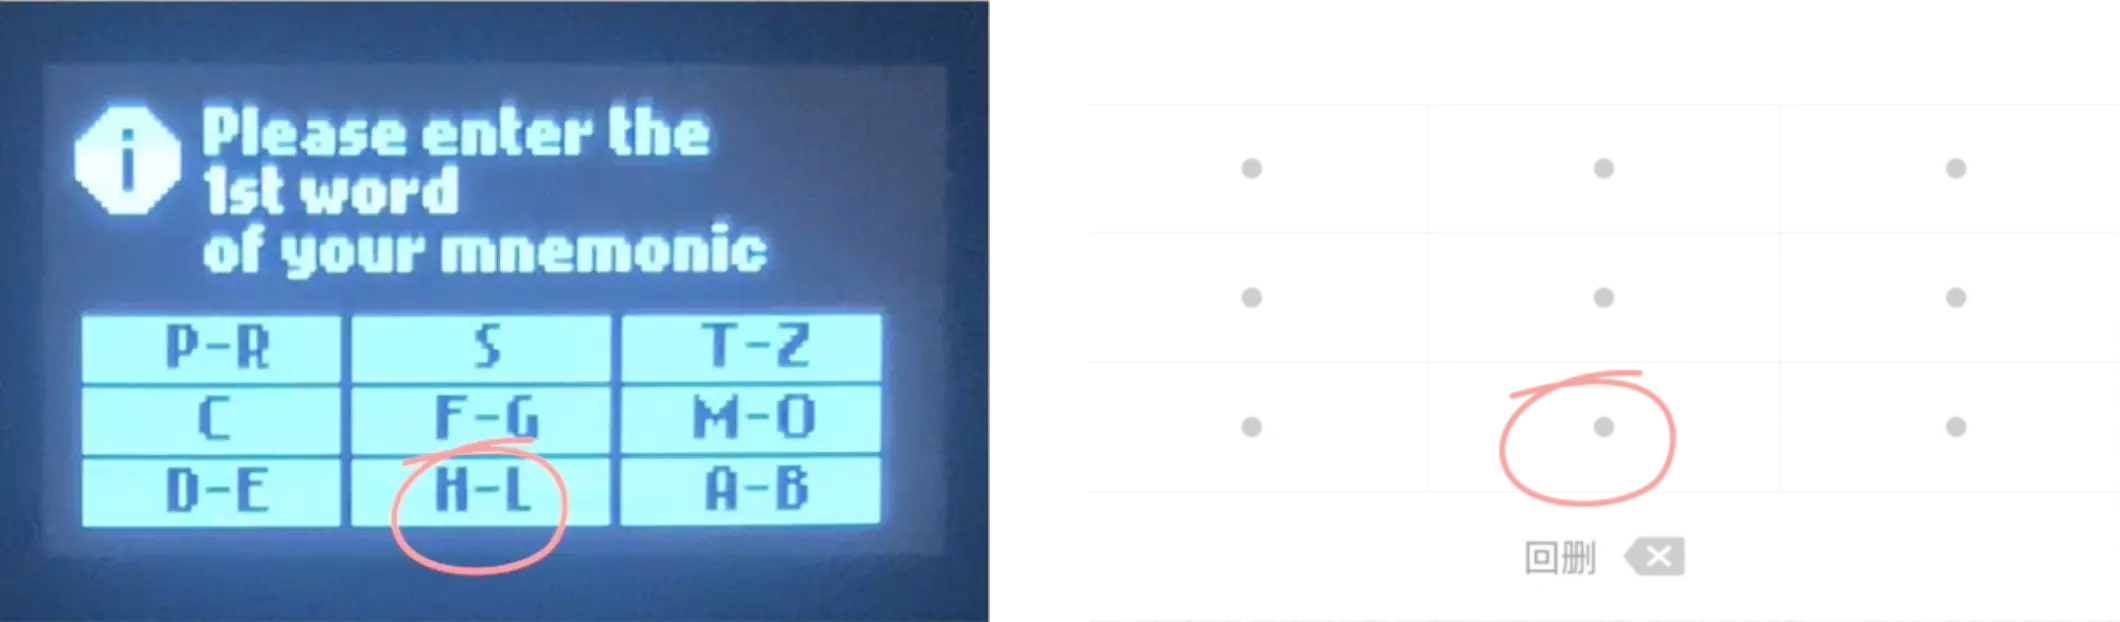 Please enter the
1st word
of your mnemonic
P-R S T-Z
C F-G M-O
D-E H-L A-B
回删